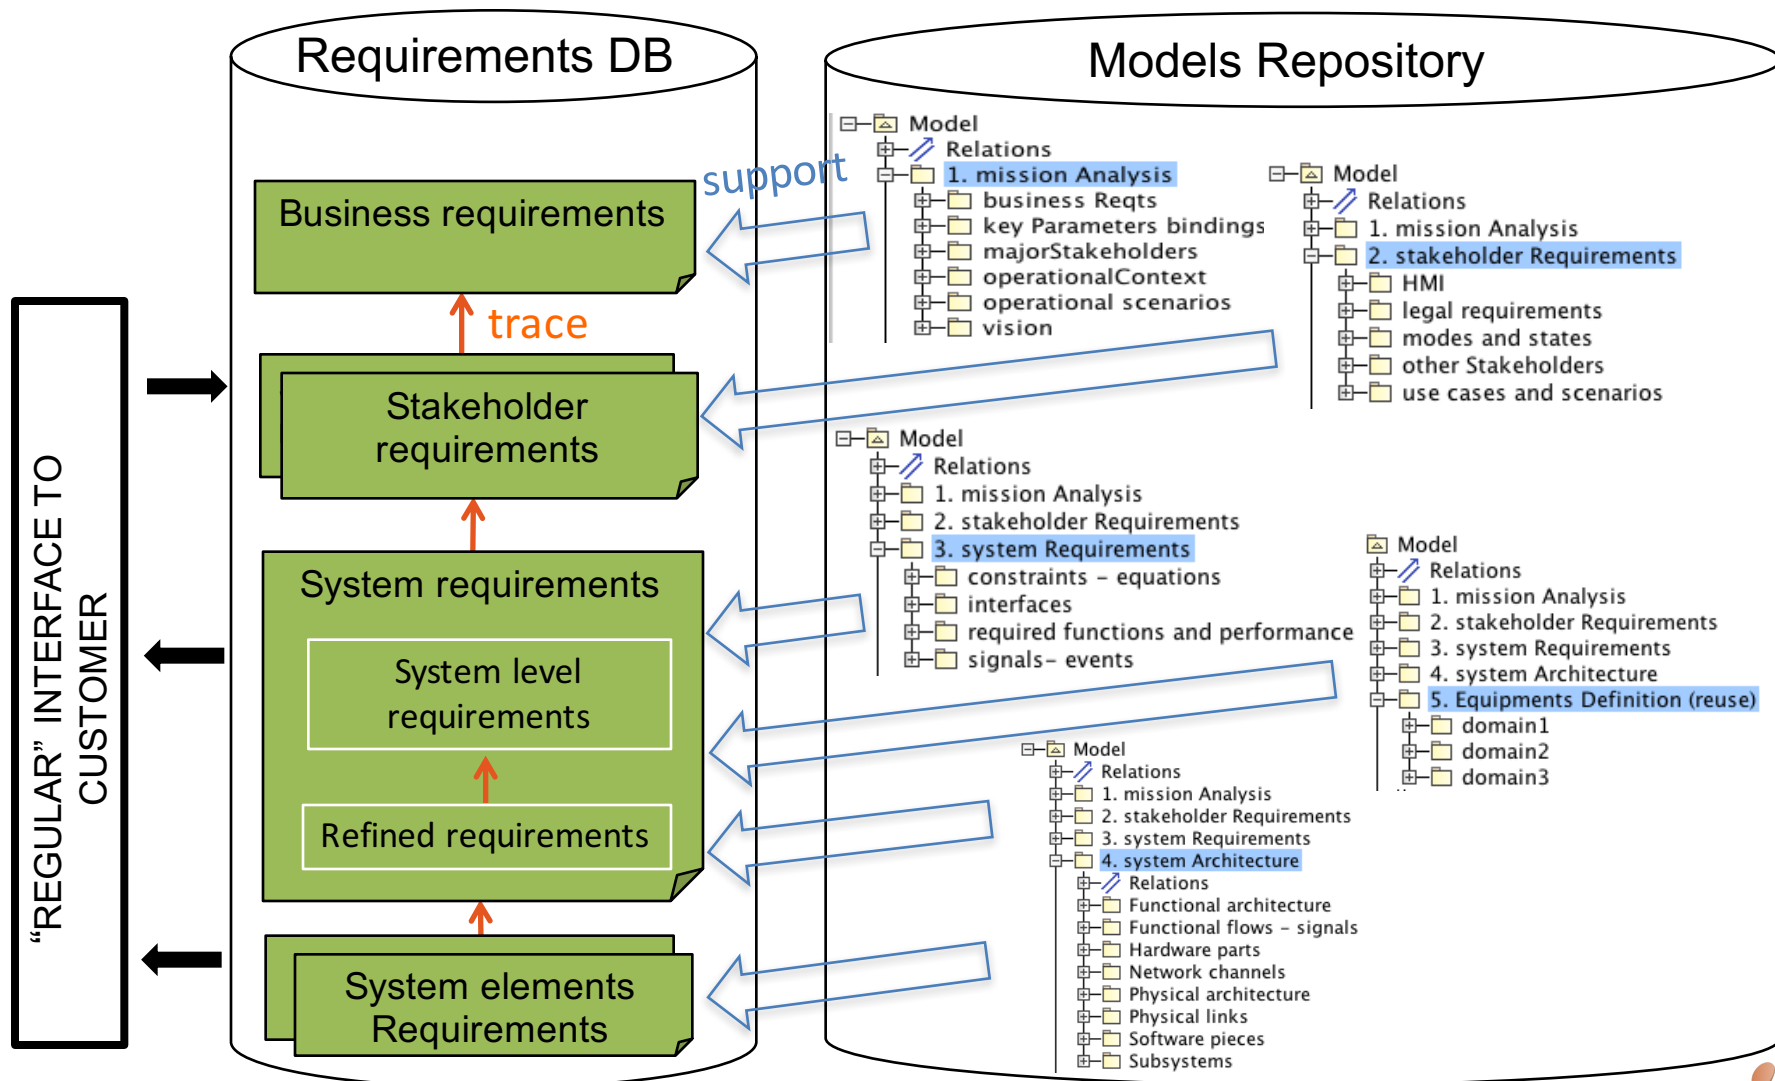 Requirements DB
Models Repository
"REGULAR" INTERFACE TO
CUSTOMER
Business requirements
trace
Stakeholder
requirements
System requirements
System level
requirements
Refined requirements
System elements
Requirements
support
Model
Relations
1. mission Analysis
business Reqts
key Parameters bindings
majorStakeholders
operationalContext
operational scenarios
vision
Model
Relations
1. mission Analysis
2. stakeholder Requirements
HMI
legal requirements
modes and states
other Stakeholders
use cases and scenarios
Model
Relations
1. mission Analysis
2. stakeholder Requirements
3. system Requirements
constraints - equations
interfaces
required functions and performance
signals- events
Model
Relations
1. mission Analysis
2. stakeholder Requirements
3. system Requirements
4. system Architecture
5. Equipments Definition (reuse)
domain1
domain2
domain3
Model
Relations
1. mission Analysis
2. stakeholder Requirements
3. system Requirements
4. system Architecture
Relations
Functional architecture
Functional flows - signals
Hardware parts
Network channels
Physical architecture
Physical links
Software pieces
Subsystems